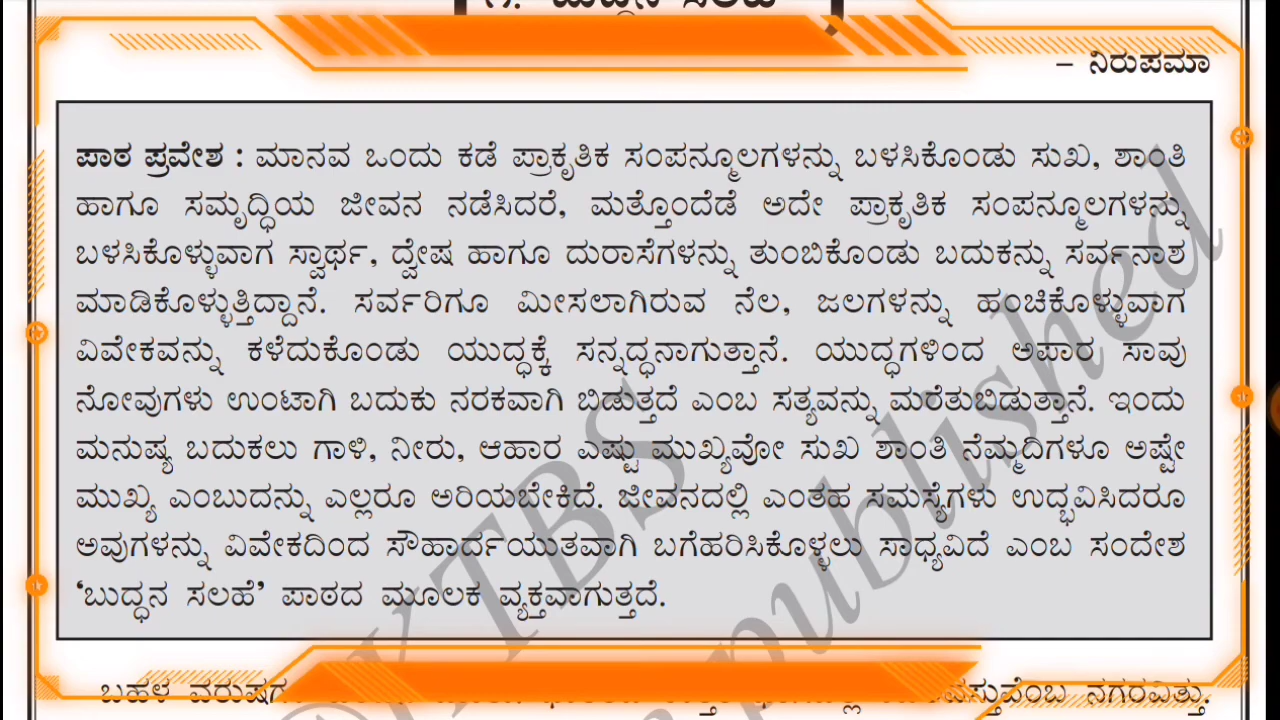 – ನಿರುಪಮಾ
ಪಾಠ ಪ್ರವೇಶ : ಮಾನವ ಒಂದು ಕಡೆ ಪ್ರಾಕೃತಿಕ ಸಂಪನ್ಮೂಲಗಳನ್ನು ಬಳಸಿಕೊಂಡು ಸುಖ, ಶಾಂತಿ
ಹಾಗೂ ಸಮೃದ್ಧಿಯ ಜೀವನ ನಡೆಸಿದರೆ, ಮತ್ತೊಂದೆಡೆ ಅದೇ ಪ್ರಾಕೃತಿಕ ಸಂಪನ್ಮೂಲಗಳನ್ನು
ಬಳಸಿಕೊಳ್ಳುವಾಗ ಸ್ವಾರ್ಥ, ದ್ವೇಷ ಹಾಗೂ ದುರಾಸೆಗಳನ್ನು ತುಂಬಿಕೊಂಡು ಬದುಕನ್ನು ಸರ್ವನಾಶ
ಮಾಡಿಕೊಳ್ಳುತ್ತಿದ್ದಾನೆ. ಸರ್ವರಿಗೂ ಮೀಸಲಾಗಿರುವ ನೆಲ, ಜಲಗಳನ್ನು ಹಂಚಿಕೊಳ್ಳುವಾಗ
ವಿವೇಕವನ್ನು ಕಳೆದುಕೊಂಡು ಯುದ್ಧಕ್ಕೆ ಸನ್ನದ್ಧನಾಗುತ್ತಾನೆ. ಯುದ್ಧಗಳಿಂದ ಅಪಾರ ಸಾವು
ನೋವುಗಳು ಉಂಟಾಗಿ ಬದುಕು ನರಕವಾಗಿ ಬಿಡುತ್ತದೆ ಎಂಬ ಸತ್ಯವನ್ನು ಮರೆತುಬಿಡುತ್ತಾನೆ. ಇಂದು
ಮನುಷ್ಯ ಬದುಕಲು ಗಾಳಿ, ನೀರು, ಆಹಾರ ಎಷ್ಟು ಮುಖ್ಯವೋ ಸುಖ ಶಾಂತಿ ನೆಮ್ಮದಿಗಳೂ ಅಷ್ಟೇ
ಮುಖ್ಯ ಎಂಬುದನ್ನು ಎಲ್ಲರೂ ಅರಿಯಬೇಕಿದೆ. ಜೀವನದಲ್ಲಿ ಎಂತಹ ಸಮಸ್ಯೆಗಳು ಉದ್ಭವಿಸಿದರೂ
ಅವುಗಳನ್ನು ವಿವೇಕದಿಂದ ಸೌಹಾರ್ದಯುತವಾಗಿ ಬಗೆಹರಿಸಿಕೊಳ್ಳಲು ಸಾಧ್ಯವಿದೆ ಎಂಬ ಸಂದೇಶ
‘ಬುದ್ಧನ ಸಲಹೆ’ ಪಾಠದ ಮೂಲಕ ವ್ಯಕ್ತವಾಗುತ್ತದೆ.
©KTBS
published
ಬಹಳ ನಗರವಿತ್ತು.